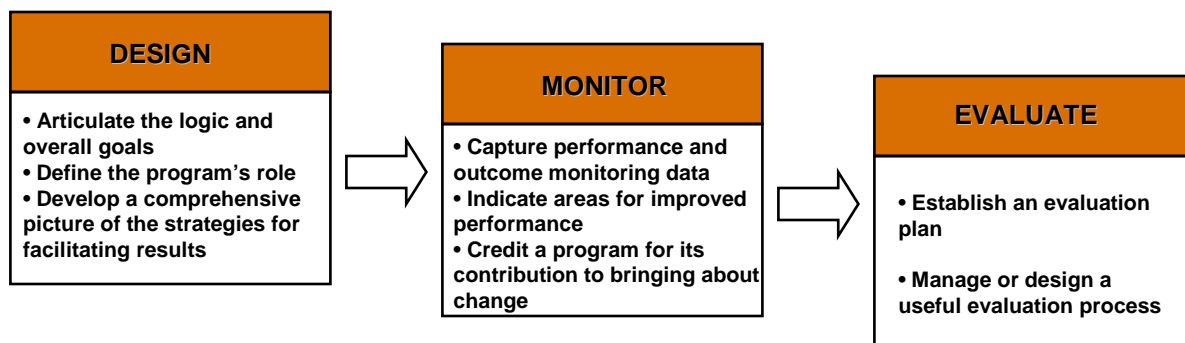 DESIGN
• Articulate the logic and
overall goals
• Define the program's role
• Develop a comprehensive
picture of the strategies for
facilitating results
MONITOR
• Capture performance and
outcome monitoring data
• Indicate areas for improved
performance
• Credit a program for its
contribution to bringing about
change
EVALUATE
• Establish an evaluation
plan
• Manage or design a
useful evaluation process